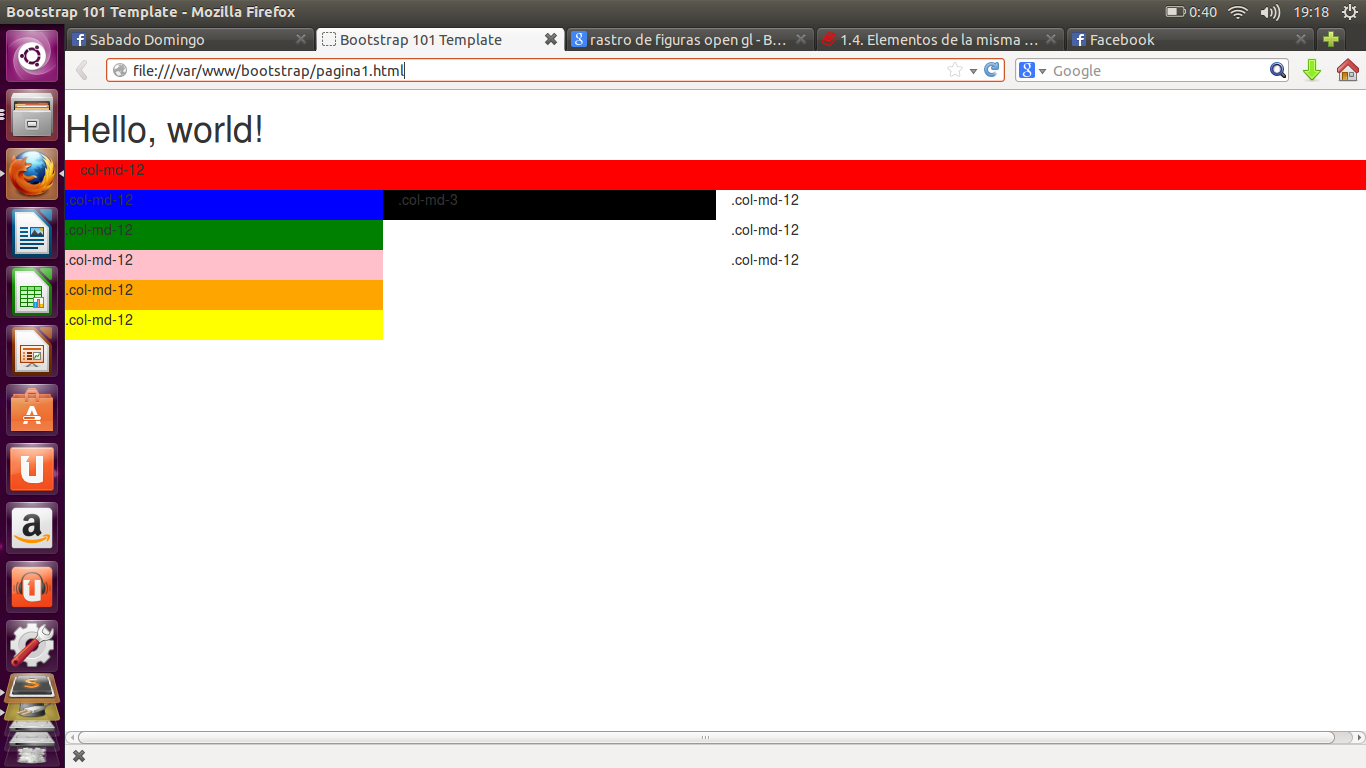 Bootstrap 101 Template - Mozilla Firefox
0:40
19:18
Sabado Domingo
Bootstrap 101 Template
rastro de figuras open gl - B...
1.4. Elementos de la misma ...
Facebook
file:///var/www/bootstrap/pagina1.html
Google
Hello, world!
.col-md-12
.col-md-12 .col-md-3 .col-md-12
.col-md-12 .col-md-12
.col-md-12 .col-md-12
.col-md-12
.col-md-12